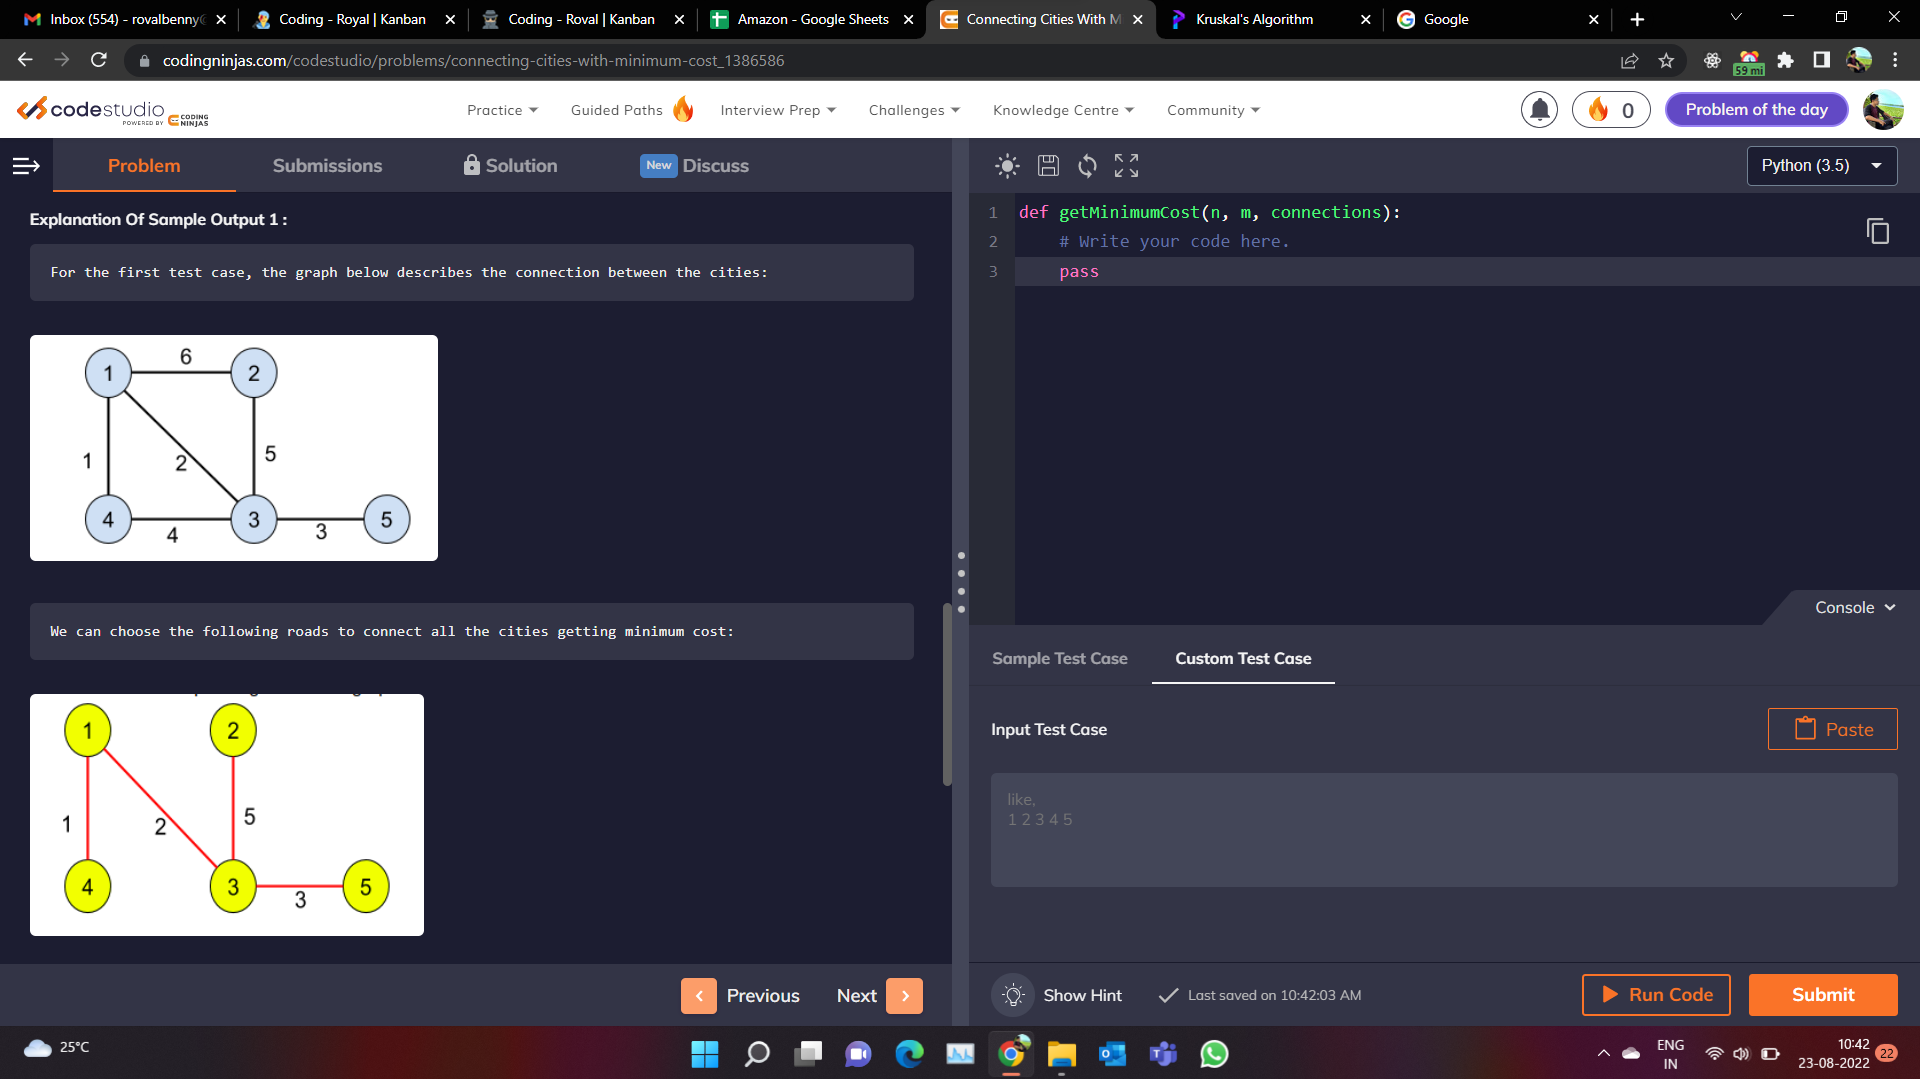 Inbox (554) - rovalbenny
Coding - Royal | Kanban
Coding - Roval | Kanban
Amazon - Google Sheets
Connecting Cities With M
Kruskal's Algorithm
Google
codingninjas.com/codestudio/problems/connecting-cities-with-minimum-cost_1386586
59 mi
codestudio
POWERED BY CODING NINJAS
Practice
Guided Paths
Interview Prep
Challenges
Knowledge Centre
Community
0
Problem of the day
Problem
Submissions
Solution
New Discuss
Python (3.5)
Explanation Of Sample Output 1 :
For the first test case, the graph below describes the connection between the cities:
1 6 2
1 2 5
4 4 3 3 5
We can choose the following roads to connect all the cities getting minimum cost:
1 2
1 2 5
4 3 3 5
Previous
Next
1 def getMinimumCost(n, m, connections):
2 # Write your code here.
3 pass
Console
Sample Test Case
Custom Test Case
Input Test Case
Paste
like,
1 2 3 4 5
Show Hint
Last saved on 10:42:03 AM
Run Code
Submit
25°C
ENG
IN
10:42
23-08-2022
22